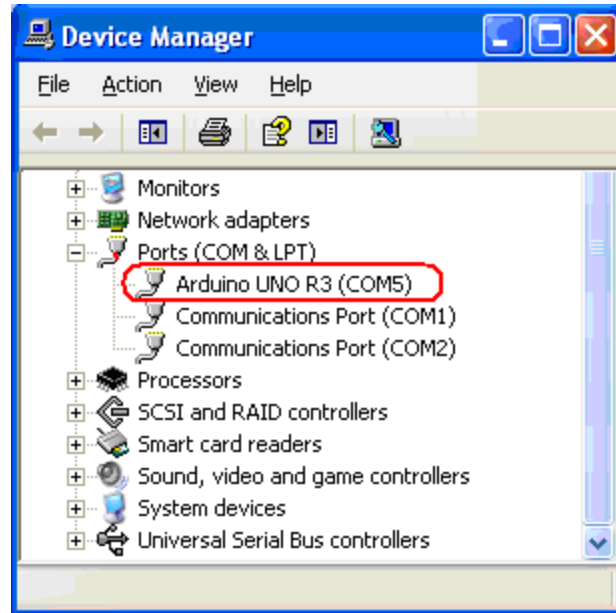 Device Manager
File Action View Help
Monitors
Network adapters
Ports (COM & LPT)
Arduino UNO R3 (COM5)
Communications Port (COM1)
Communications Port (COM2)
Processors
SCSI and RAID controllers
Smart card readers
Sound, video and game controllers
System devices
Universal Serial Bus controllers